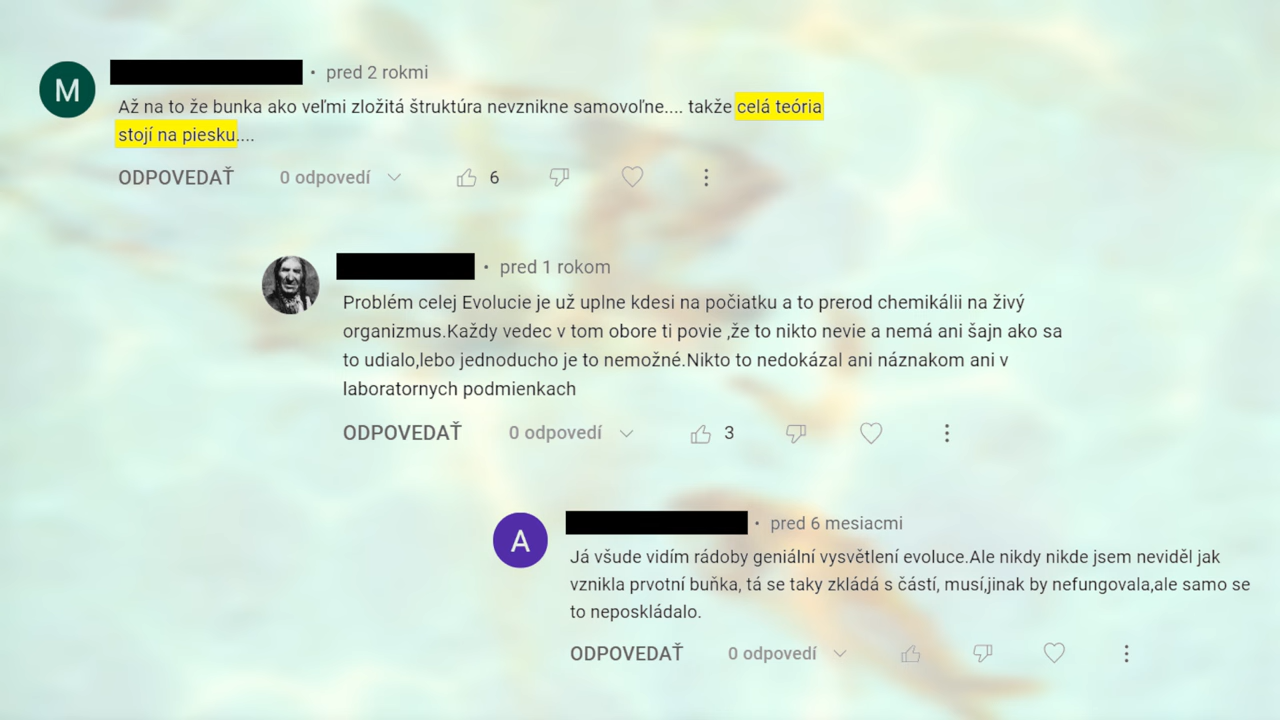 M
pred 2 rokmi
Až na to že bunka ako veľmi zložitá štruktúra nevznikne samovoľne.... takže celá teória
stojí na piesku....
ODPOVEDAŤ 0 odpovedí 6
pred 1 rokom
Problém celej Evolucie je už uplne kdesi na počiatku a to prerod chemikálii na živý
organizmus.Každy vedec v tom obore ti povie ,že to nikto nevie a nemá ani šajn ako sa
to udialo,lebo jednoducho je to nemožné.Nikto to nedokázal ani náznakom ani v
laboratornych podmienkach
ODPOVEDAŤ 0 odpovedí 3
A
pred 6 mesiacmi
Já všude vidím rádoby geniální vysvětlení evoluce.Ale nikdy nikde jsem neviděl jak
vznikla prvotní buňka, tá se taky zkládá s částí, musí,jinak by nefungovala,ale samo se
to neposkládalo.
ODPOVEDAŤ 0 odpovedí